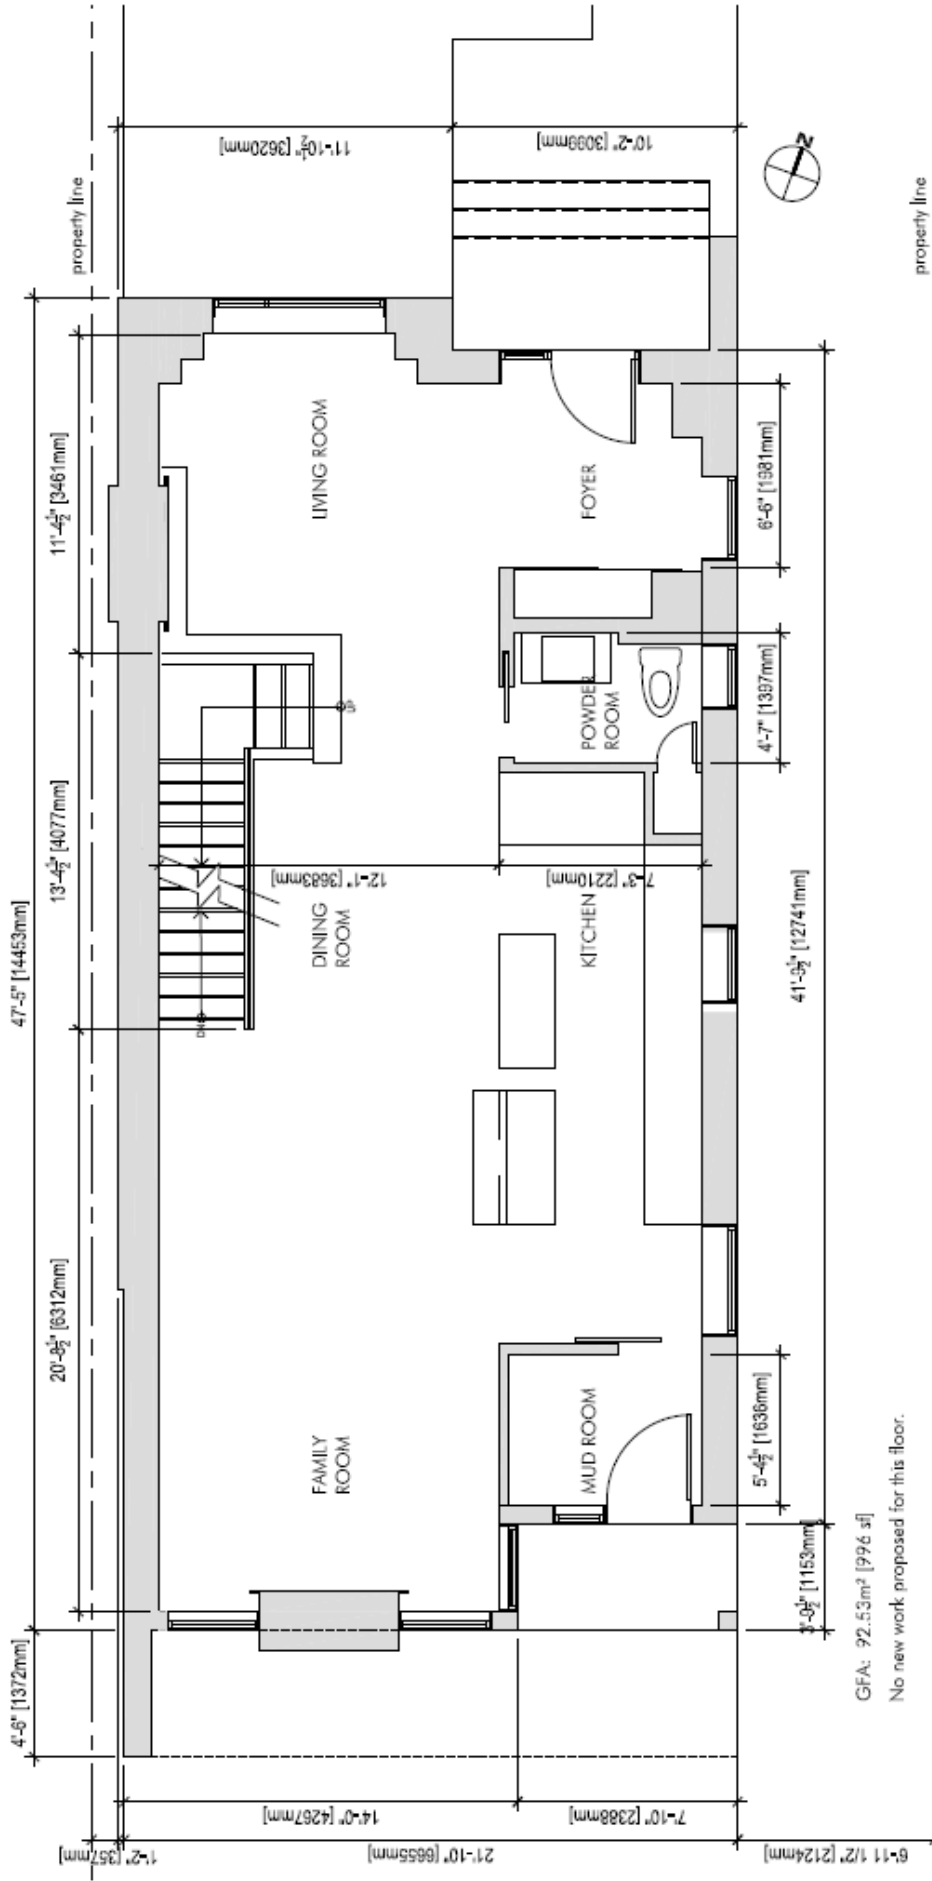 property line
47'-5" [14453mm]
4'-6" [1372mm]
11'-4½" [3461mm]
13'-4½" [4077mm]
20'-8½" [6312mm]
11'-10½" [3620mm]
10'-2" [3099mm]
N
property line
LIVING ROOM
FOYER
UP
POWDER
ROOM
DN
DINING
ROOM
KITCHEN
FAMILY
ROOM
MUD ROOM
12'-1" [3683mm]
7'-3" [2210mm]
6'-6" [1981mm]
4'-7" [1397mm]
5'-4½" [1636mm]
41'-9½" [12741mm]
3'-9½" [1153mm]
1'-2" [357mm]
14'-0" [4267mm]
7'-10" [2388mm]
21'-10" [6655mm]
6'-11 1/2" [2124mm]
GFA: 92.53m² [996 sf]
No new work proposed for this floor.